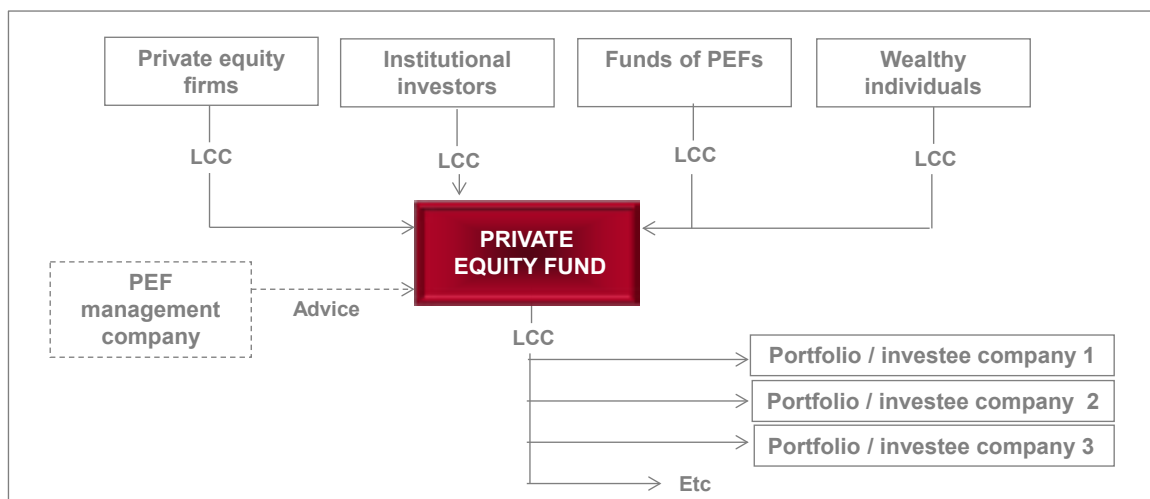 Private equity
firms
Institutional
investors
Funds of PEFs
Wealthy
individuals
LCC
LCC
LCC
LCC
PRIVATE
EQUITY FUND
PEF
management
company
Advice
LCC
Portfolio / investee company 1
Portfolio / investee company 2
Portfolio / investee company 3
Etc